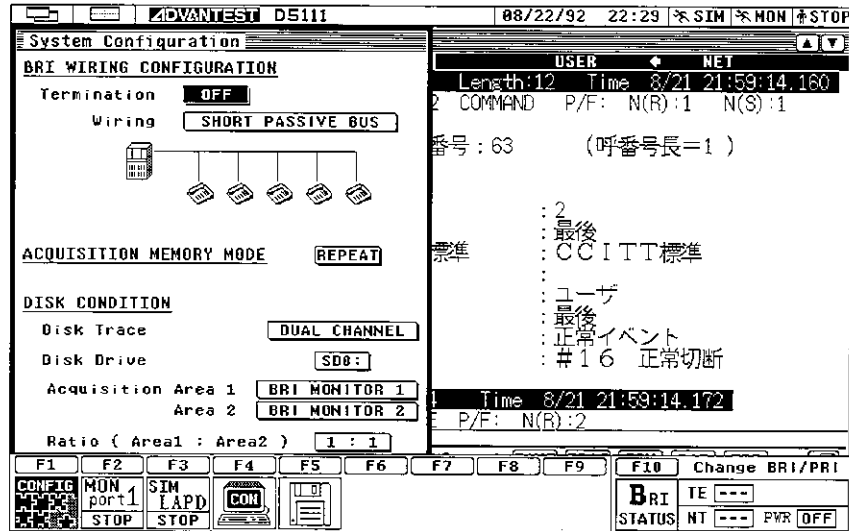 ADVANTEST D5111 08/22/92 22:29 SIM MON STOP
System Configuration
BRI WIRING CONFIGURATION
Termination OFF
Wiring SHORT PASSIVE BUS
ACQUISITION MEMORY MODE REPEAT
DISK CONDITION
Disk Trace DUAL CHANNEL
Disk Drive SD0:
Acquisition Area 1 BRI MONITOR 1
Area 2 BRI MONITOR 2
Ratio ( Area1 : Area2 ) 1 : 1
USER NET
Length:12 Time 8/21 21:59:14.160
2 COMMAND P/F: N(R):1 N(S):1
番号:63 (呼番号長=1 )
:2
:最後
標準 :CCITT標準
:
:ユーザ
:最後
:正常イベント
:#16 正常切断
Time 8/21 21:59:14.172
E P/F: N(R):2
F1 F2 F3 F4 F5 F6 F7 F8 F9 F10 Change BRI/PRI
CONFIG MON port1 STOP SIM LAPD STOP CON
BRI STATUS TE ---
NT --- PWR OFF